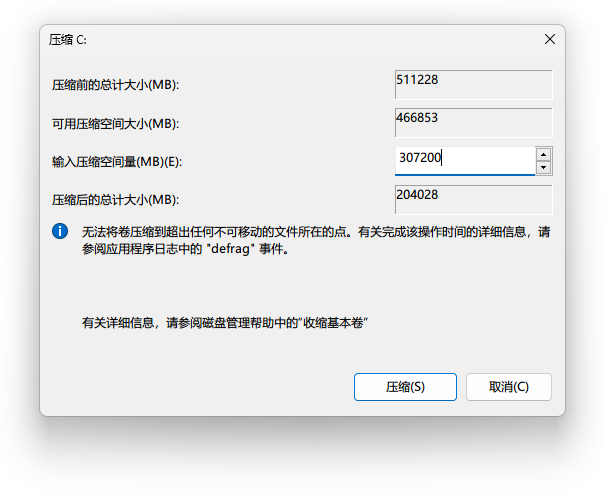 压缩 C:
压缩前的总计大小(MB): 511228
可用压缩空间大小(MB): 466853
输入压缩空间量(MB)(E): 307200
压缩后的总计大小(MB): 204028
无法将卷压缩到超出任何不可移动的文件所在的点。有关完成该操作时间的详细信息，请
参阅应用程序日志中的 "defrag" 事件。
有关详细信息，请参阅磁盘管理帮助中的"收缩基本卷"
压缩(S) 取消(C)